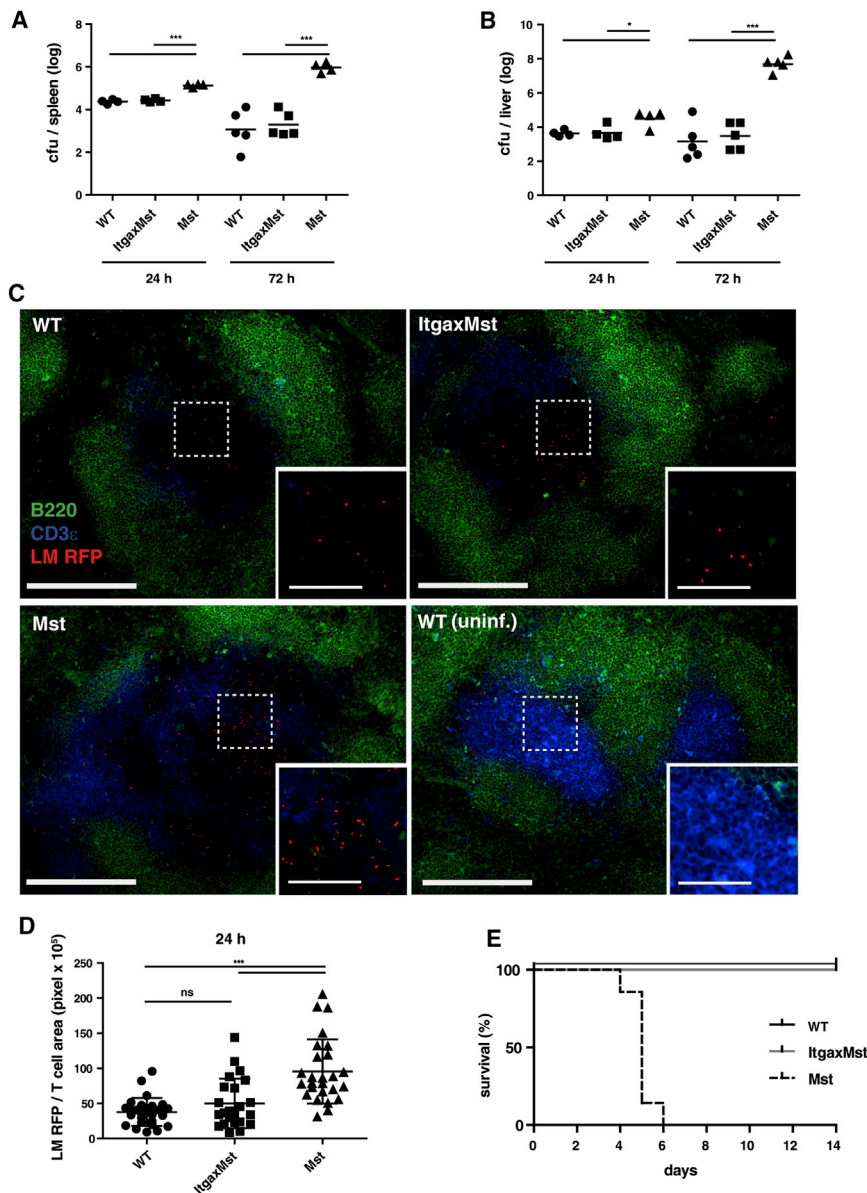 A
cfu / spleen (log)
8
6
4
2
0
***
***
WT
ItgaxMst
Mst
WT
ItgaxMst
Mst
24 h
72 h
B
cfu / liver (log)
10
8
6
4
2
0
*
***
WT
ItgaxMst
Mst
WT
ItgaxMst
Mst
24 h
72 h
C
WT
B220
CD3ε
LM RFP
ItgaxMst
Mst
WT (uninf.)
D
24 h
LM RFP / T cell area (pixel x 10⁵)
250
200
150
100
50
0
***
ns
WT
ItgaxMst
Mst
E
survival (%)
100
50
0
WT
ItgaxMst
Mst
0 2 4 6 8 10 12 14
days